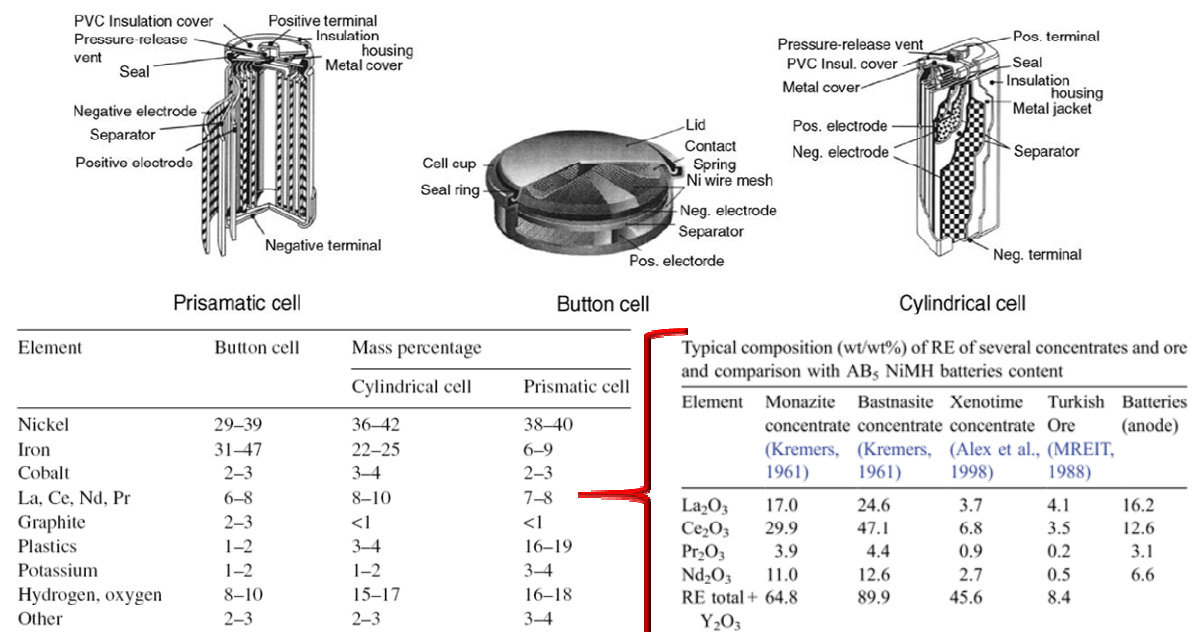 PVC Insulation cover
Positive terminal
Pressure-release
vent
Insulation
housing
Seal
Metal cover
Negative electrode
Separator
Positive electrode
Negative terminal
Lid
Contact
Cell cup
Spring
Seal ring
Ni wire mesh
Neg. electrode
Separator
Pos. electorde
Pressure-release vent
Pos. terminal
PVC Insul. cover
Seal
Metal cover
Insulation
housing
Metal jacket
Pos. electrode
Neg. electrode
Separator
Neg. terminal
Prisamatic cell
Button cell
Cylindrical cell
Element Button cell Mass percentage
Cylindrical cell Prismatic cell
Nickel 29–39 36–42 38–40
Iron 31–47 22–25 6–9
Cobalt 2–3 3–4 2–3
La, Ce, Nd, Pr 6–8 8–10 7–8
Graphite 2–3 <1 <1
Plastics 1–2 3–4 16–19
Potassium 1–2 1–2 3–4
Hydrogen, oxygen 8–10 15–17 16–18
Other 2–3 2–3 3–4
Typical composition (wt/wt%) of RE of several concentrates and ore
and comparison with AB₅ NiMH batteries content
Element Monazite Bastnasite Xenotime Turkish Batteries
concentrate concentrate concentrate Ore (anode)
(Kremers, (Kremers, (Alex et al., (MREIT,
1961) 1961) 1998) 1988)
La₂O₃ 17.0 24.6 3.7 4.1 16.2
Ce₂O₃ 29.9 47.1 6.8 3.5 12.6
Pr₂O₃ 3.9 4.4 0.9 0.2 3.1
Nd₂O₃ 11.0 12.6 2.7 0.5 6.6
RE total + 64.8 89.9 45.6 8.4
Y₂O₃